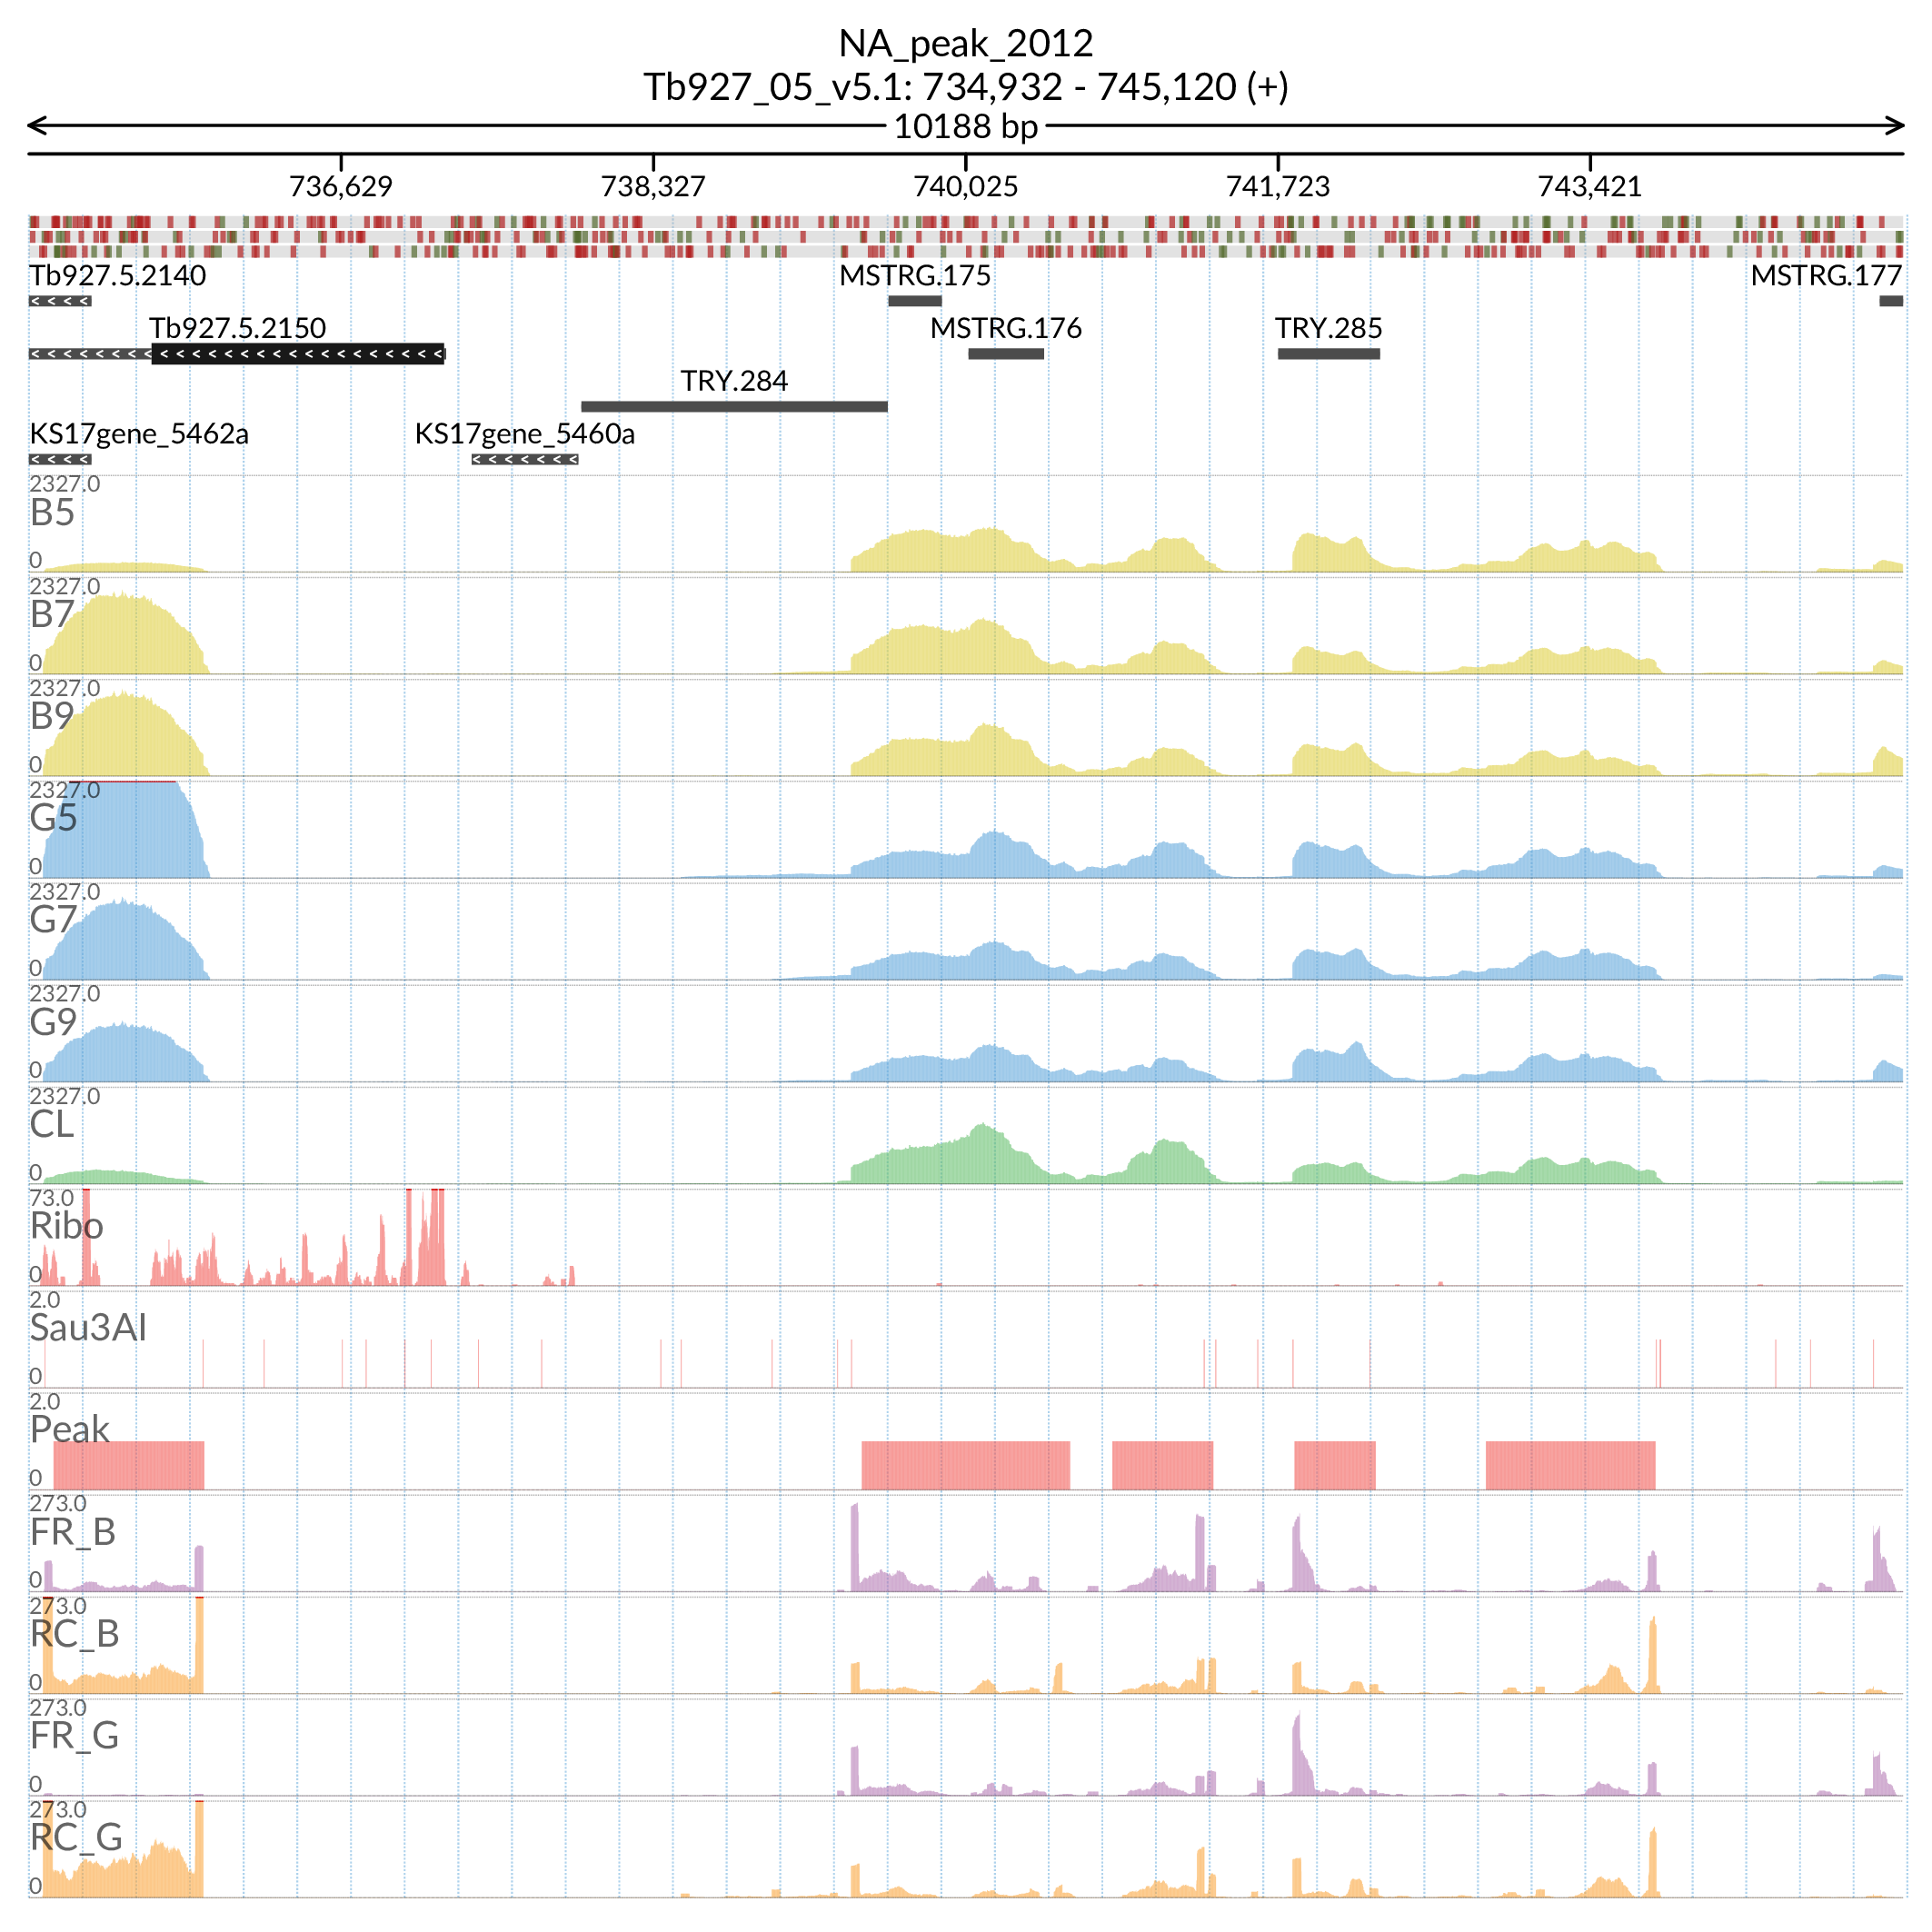 NA_peak_2012
Tb927_05_v5.1: 734,932 - 745,120 (+)
10188 bp
736,629 738,327 740,025 741,723 743,421
Tb927.5.2140 MSTRG.175 MSTRG.177
Tb927.5.2150 MSTRG.176 TRY.285
TRY.284
KS17gene_5462a KS17gene_5460a
2327.0
B5
0
2327.0
B7
0
2327.0
B9
0
2327.0
G5
0
2327.0
G7
0
2327.0
G9
0
2327.0
CL
0
73.0
Ribo
0
2.0
Sau3AI
0
2.0
Peak
0
273.0
FR_B
0
273.0
RC_B
0
273.0
FR_G
0
273.0
RC_G
0